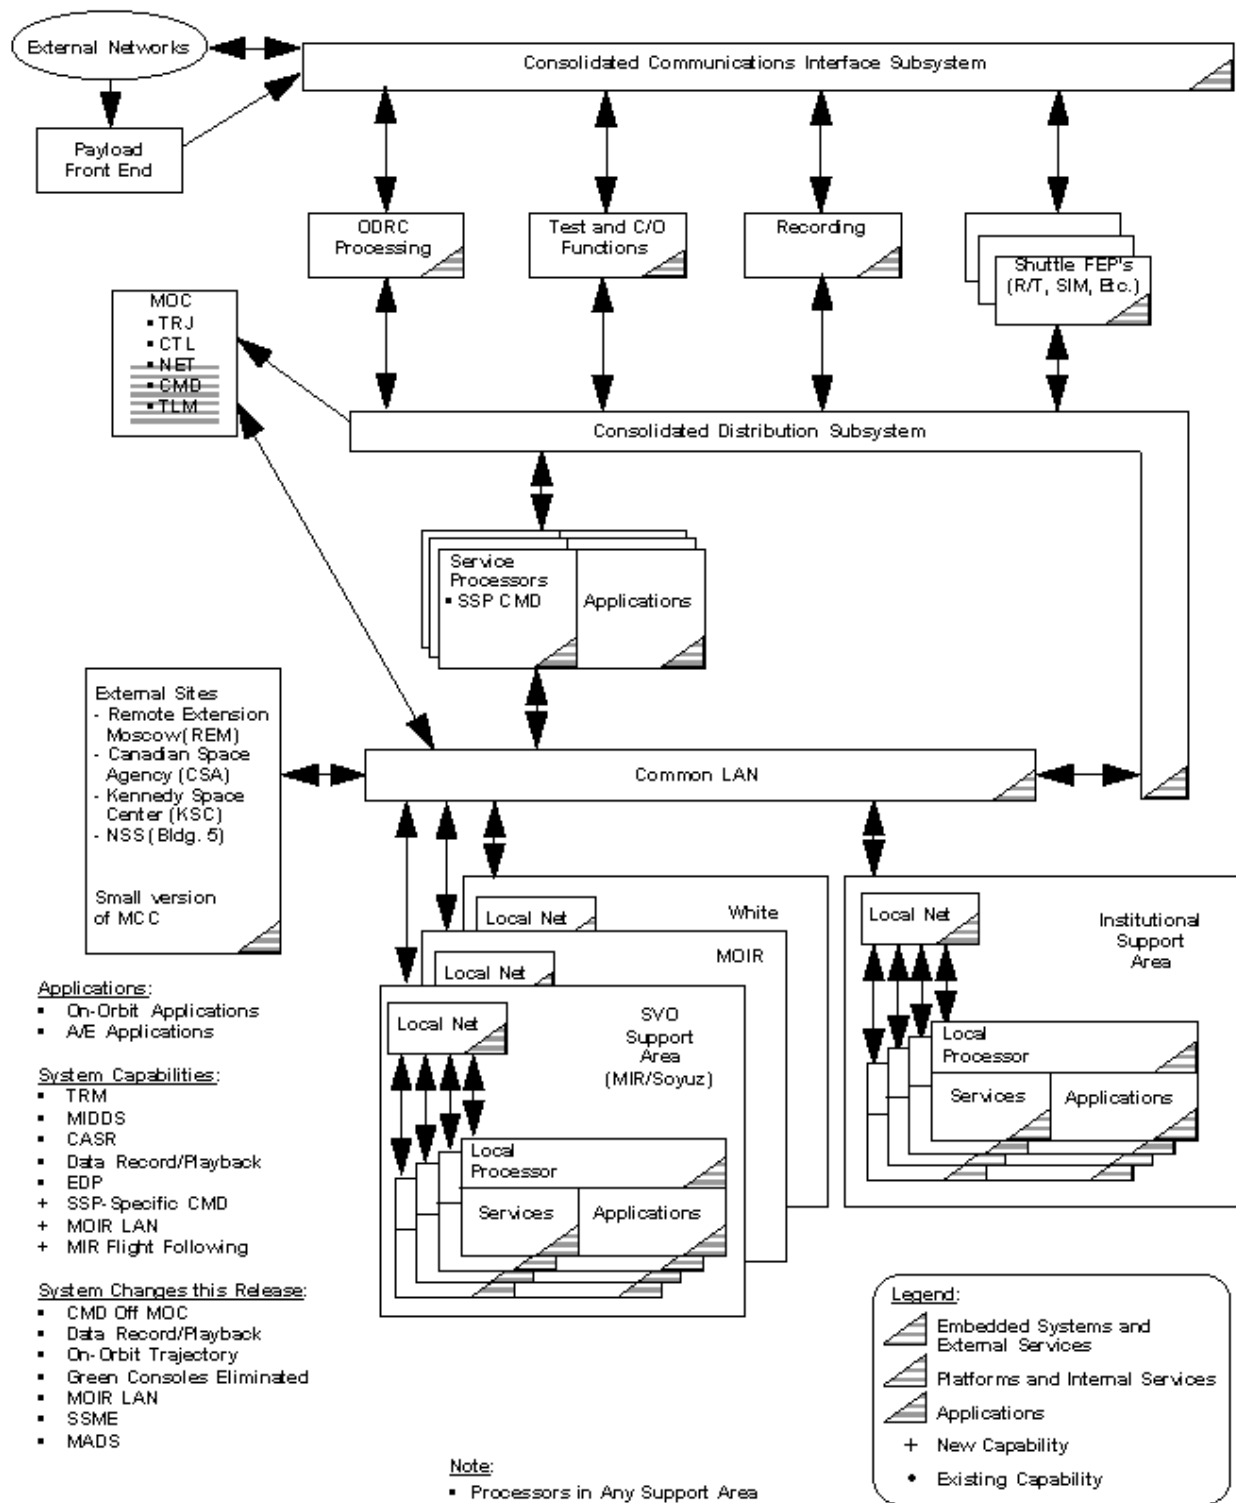 External Networks
Consolidated Communications Interface Subsystem
Payload
Front End
ODRC
Processing
Test and C/O
Functions
Recording
Shuttle FEP's
(R/T, SIM, Etc.)
MOC
▪ TRJ
▪ CTL
▪ NET
▪ CMD
▪ TLM
Consolidated Distribution Subsystem
Service
Processors
▪ SSP CMD
Applications
External Sites
- Remote Extension
Moscow(REM)
- Canadian Space
Agency (CSA)
- Kennedy Space
Center (KSC)
- NSS (Bldg. 5)
Small version
of MCC
Common LAN
Local Net
White
Local Net
MOIR
Local Net
SVO
Support
Area
(MIR/Soyuz)
Local
Processor
Services
Applications
Local Net
Institutional
Support
Area
Local
Processor
Services
Applications
Applications:
▪ On-Orbit Applications
▪ A/E Applications
System Capabilities:
▪ TRM
▪ MIDDS
▪ CASR
▪ Data Record/Playback
▪ EDP
+ SSP-Specific CMD
+ MOIR LAN
+ MIR Flight Following
System Changes this Release:
▪ CMD Off MOC
▪ Data Record/Playback
▪ On-Orbit Trajectory
▪ Green Consoles Eliminated
▪ MOIR LAN
▪ SSME
▪ MADS
Note:
▪ Processors in Any Support Area
Legend:
Embedded Systems and
External Services
Platforms and Internal Services
Applications
+ New Capability
• Existing Capability